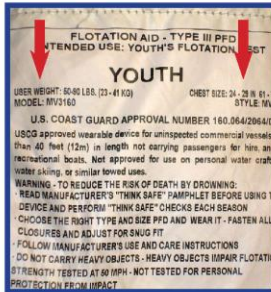 FLOTATION AID - TYPE III PFD
INTENDED USE: YOUTH'S FLOTATION
YOUTH
USER WEIGHT: 50-90 LBS. (23 - 41 KG) CHEST SIZE: 24 - 29 IN 61 -
MODEL: MV3160 STYLE:
U.S. COAST GUARD APPROVAL NUMBER 160.064/2064/
USCG approved wearable device for uninspected commercial vessels
than 40 feet (12m) in length not carrying passengers for hire, an
recreational boats. Not approved for use on personal water craft
water skiing, or similar towed uses.
WARNING - TO REDUCE THE RISK OF DEATH BY DROWNING:
· READ MANUFACTURER'S "THINK SAFE" PAMPHLET BEFORE USING T
DEVICE AND PERFORM "THINK SAFE" CHECKS EACH SEASON
· CHOOSE THE RIGHT TYPE AND SIZE PFD AND WEAR IT - FASTEN ALL
CLOSURES AND ADJUST FOR SNUG FIT
· FOLLOW MANUFACTURER'S USE AND CARE INSTRUCTIONS
· DO NOT CARRY HEAVY OBJECTS - HEAVY OBJECTS IMPAIR FLOTATI
STRENGTH TESTED AT 50 MPH - NOT TESTED FOR PERSONAL
PROTECTION FROM IMPACT